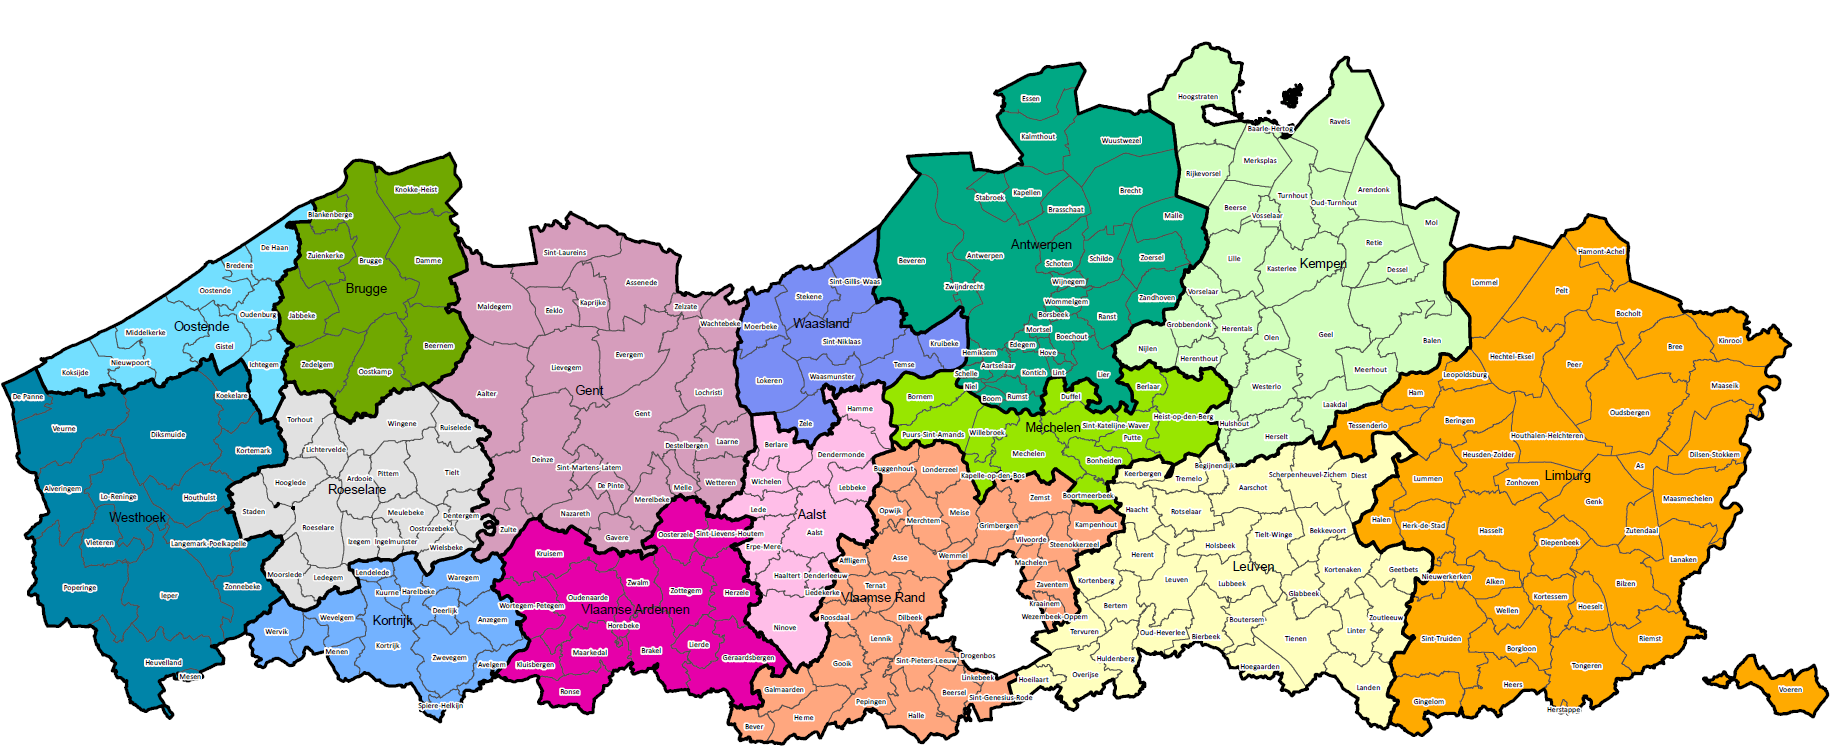 Essen
Hoogstraten
Kalmthout
Wuustwezel
Baarle-Hertog
Ravels
Merksplas
Rijkevorsel
Knokke-Heist
Stabroek
Kapellen
Brecht
Turnhout
Arendonk
Oud-Turnhout
Blankenberge
Brasschaat
Malle
Beerse
Vosselaar
Mol
De Haan
Zuienkerke
Brugge
Damme
Sint-Laureins
Antwerpen
Antwerpen
Beveren
Schoten
Schilde
Zoersel
Lille
Kasterlee
Kempen
Retie
Dessel
Hamont-Achel
Bredene
Oostende
Brugge
Assenede
Sint-Gillis-Waas
Zwijndrecht
Wijnegem
Zandhoven
Vorselaar
Lommel
Pelt
Stekene
Wommelgem
Maldegem
Eeklo
Kaprijke
Zelzate
Oudenburg
Jabbeke
Oostende
Middelkerke
Wachtebeke
Moerbeke
Waasland
Borsbeek
Ranst
Mortsel
Boechout
Grobbendonk
Herentals
Olen
Geel
Balen
Bocholt
Gistel
Beernem
Sint-Niklaas
Kruibeke
Edegem
Hemiksem
Hove
Nijlen
Herenthout
Kinrooi
Bree
Nieuwpoort
Koksijde
Ichtegem
Zedelgem
Oostkamp
Evergem
Lievegem
Temse
Aartselaar
Schelle
Kontich
Lint
Lier
Meerhout
Hechtel-Eksel
Peer
Leopoldsburg
De Panne
Koekelare
Aalter
Gent
Lochristi
Lokeren
Waasmunster
Niel
Boom
Rumst
Duffel
Berlaar
Westerlo
Laakdal
Ham
Maaseik
Bornem
Hamme
Gent
Zele
Heist-op-den-Berg
Hulshout
Oudsbergen
Beringen
Tessenderlo
Torhout
Wingene
Ruiselede
Veurne
Diksmuide
Puurs-Sint-Amands
Willebroek
Mechelen
Sint-Katelijne-Waver
Putte
Herselt
Houthalen-Helchteren
Lichtervelde
Kortemark
Destelbergen
Laarne
Berlare
Dendermonde
Mechelen
Bonheiden
Heusden-Zolder
Dilsen-Stokkem
Deinze
Sint-Martens-Latem
Buggenhout
Londerzeel
Kapelle-op-den-Bos
Keerbergen
Begijnendijk
Tremelo
Scherpenheuvel-Zichem
Diest
As
Limburg
Alveringem
Lo-Reninge
Houthulst
Hooglede
Ardooie
Pittem
Tielt
Roeselare
De Pinte
Melle
Merelbeke
Wetteren
Wichelen
Lebbeke
Zemst
Boortmeerbeek
Aarschot
Lummen
Zonhoven
Genk
Maasmechelen
Westhoek
Staden
Meulebeke
Dentergem
Nazareth
Lede
Aalst
Opwijk
Merchtem
Meise
Haacht
Rotselaar
Roeselare
Oostrozebeke
Zulte
Gavere
Oosterzele
Sint-Lievens-Houtem
Aalst
Grimbergen
Kampenhout
Halen
Herk-de-Stad
Hasselt
Zutendaal
Bekkevoort
Tielt-Winge
Vleteren
Langemark-Poelkapelle
Izegem
Ingelmunster
Wielsbeke
Kruisem
Erpe-Mere
Affligem
Asse
Wemmel
Vilvoorde
Steenokkerzeel
Herent
Holsbeek
Diepenbeek
Lanaken
Poperinge
Ieper
Zonnebeke
Moorslede
Ledegem
Lendelede
Waregem
Haaltert
Denderleeuw
Machelen
Leuven
Kortenaken
Geetbets
Nieuwerkerken
Alken
Bilzen
Kuurne
Harelbeke
Zwalm
Zottegem
Herzele
Liedekerke
Ternat
Vlaamse Rand
Zaventem
Kortenberg
Leuven
Lubbeek
Glabbeek
Kortessem
Hoeselt
Wortegem-Petegem
Oudenaarde
Vlaamse Ardennen
Kraainem
Bertem
Wevelgem
Deerlijk
Kortrijk
Anzegem
Horebeke
Roosdaal
Dilbeek
Wezembeek-Oppem
Boutersem
Zoutleeuw
Wellen
Wervik
Menen
Kortrijk
Ninove
Lennik
Tervuren
Oud-Heverlee
Bierbeek
Tienen
Linter
Sint-Truiden
Borgloon
Riemst
Heuvelland
Mesen
Zwevegem
Avelgem
Kluisbergen
Maarkedal
Brakel
Lierde
Geraardsbergen
Gooik
Sint-Pieters-Leeuw
Drogenbos
Huldenberg
Hoegaarden
Tongeren
Linkebeek
Hoeilaart
Overijse
Landen
Heers
Voeren
Spiere-Helkijn
Ronse
Galmaarden
Pepingen
Beersel
Sint-Genesius-Rode
Gingelom
Herstappe
Bever
Herne
Halle